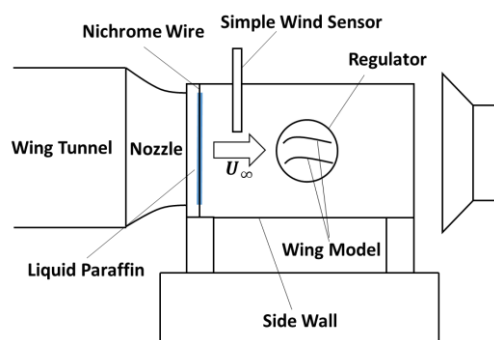 Simple Wind Sensor
Nichrome Wire
Regulator
Wing Tunnel
Nozzle
U∞
Wing Model
Liquid Paraffin
Side Wall